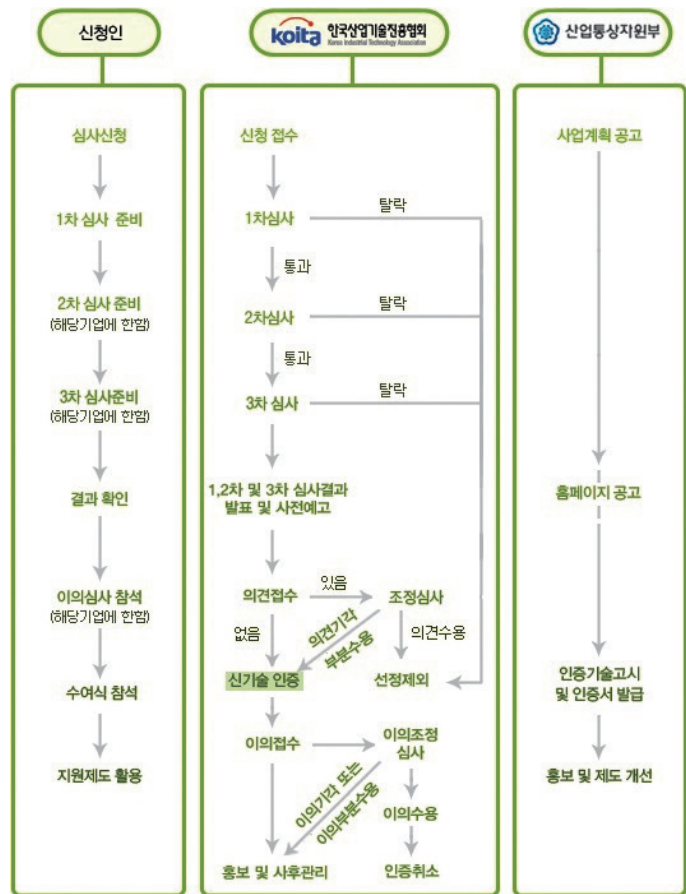 신청인
심사신청
1차 심사 준비
2차 심사 준비
(해당기업에 한함)
3차 심사준비
(해당기업에 한함)
결과 확인
이의심사 참석
(해당기업에 한함)
수여식 참석
지원제도 활용
koita 한국산업기술진흥협회
Korea Industrial Technology Association
신청 접수
1차심사
탈락
통과
2차심사
탈락
통과
3차 심사
탈락
1,2차 및 3차 심사결과
발표 및 사전예고
의견접수
있음
조정심사
없음
의견기각
부분수용
의견수용
신기술 인증
선정제외
이의접수
이의조정
심사
이의기각 또는
이의부분수용
이의수용
홍보 및 사후관리
인증취소
산업통상자원부
사업계획 공고
홈페이지 공고
인증기술고시
및 인증서 발급
홍보 및 제도 개선